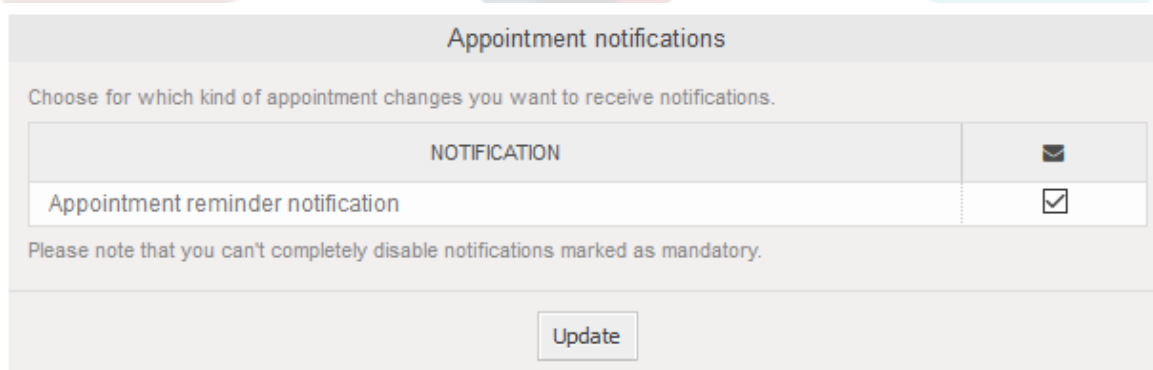 Appointment notifications
Choose for which kind of appointment changes you want to receive notifications.
NOTIFICATION
Appointment reminder notification
Please note that you can't completely disable notifications marked as mandatory.
Update